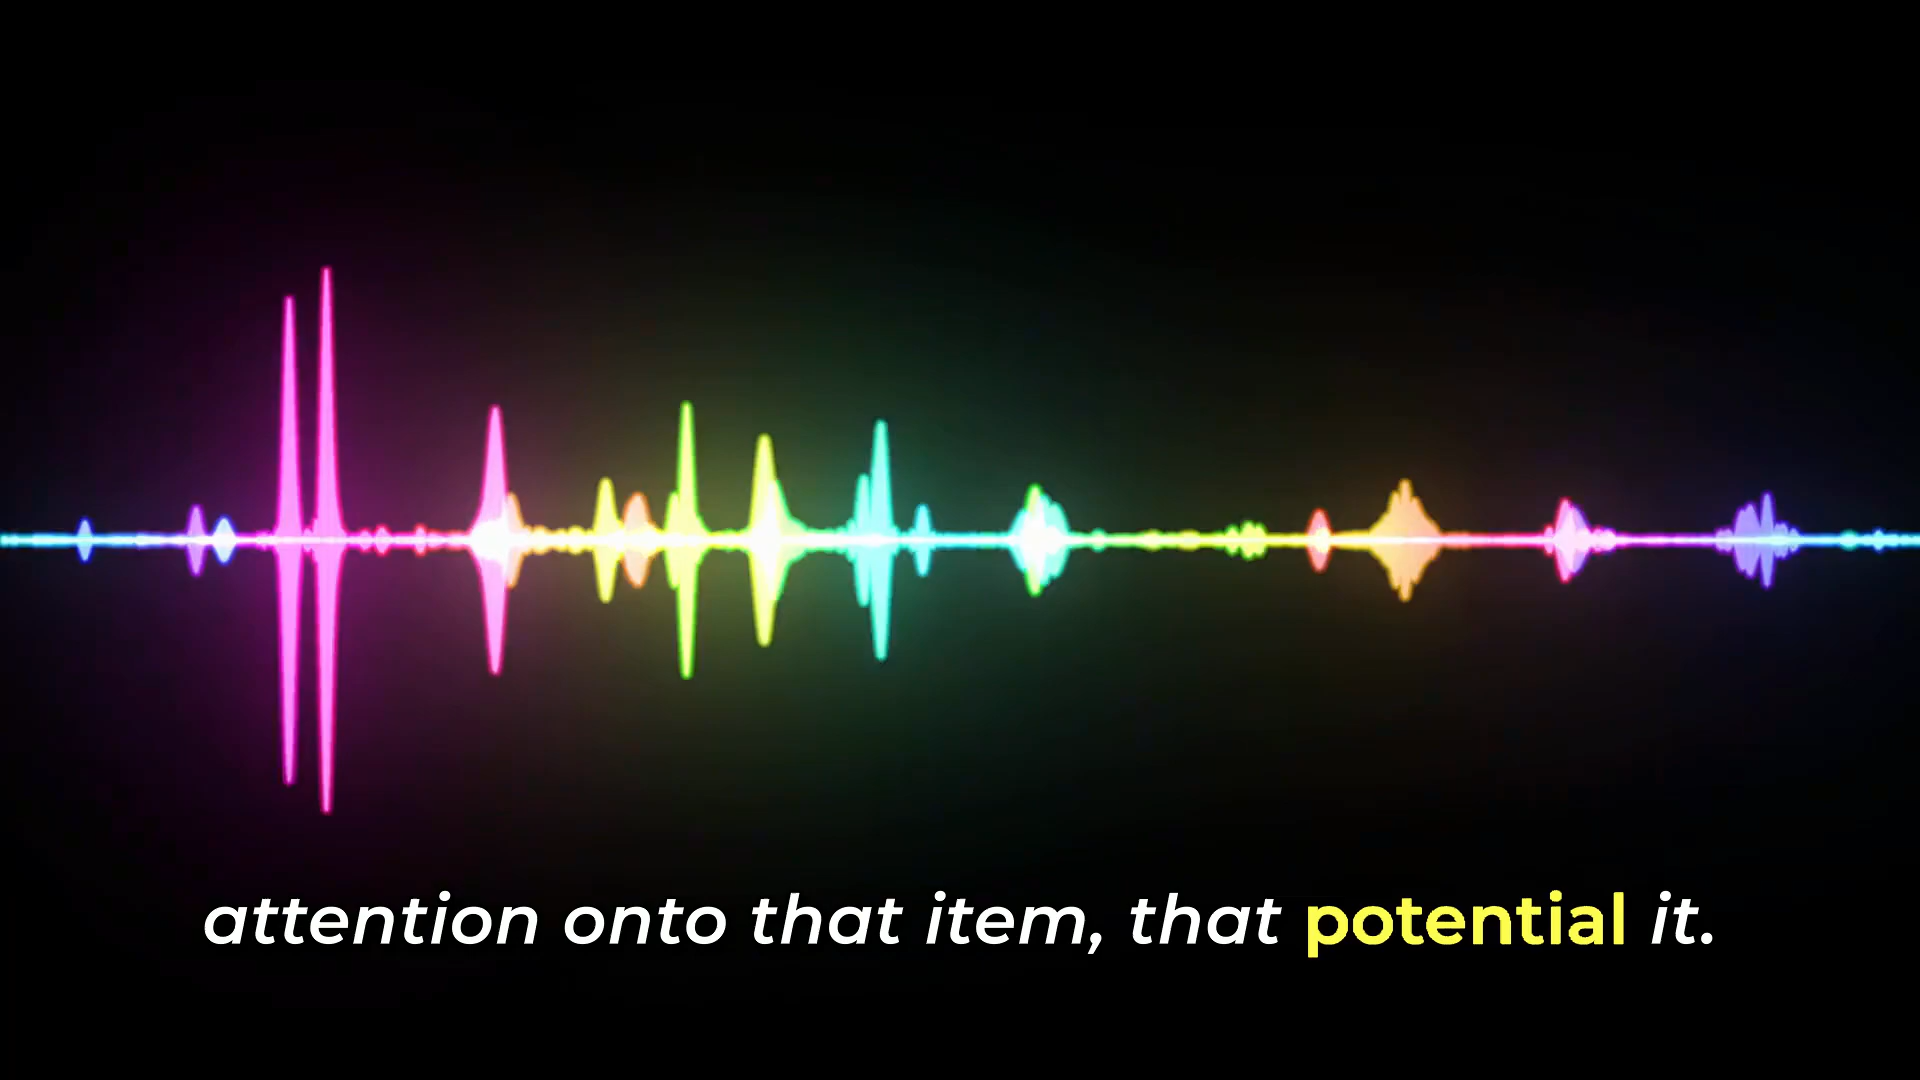 attention onto that item, that potential it.